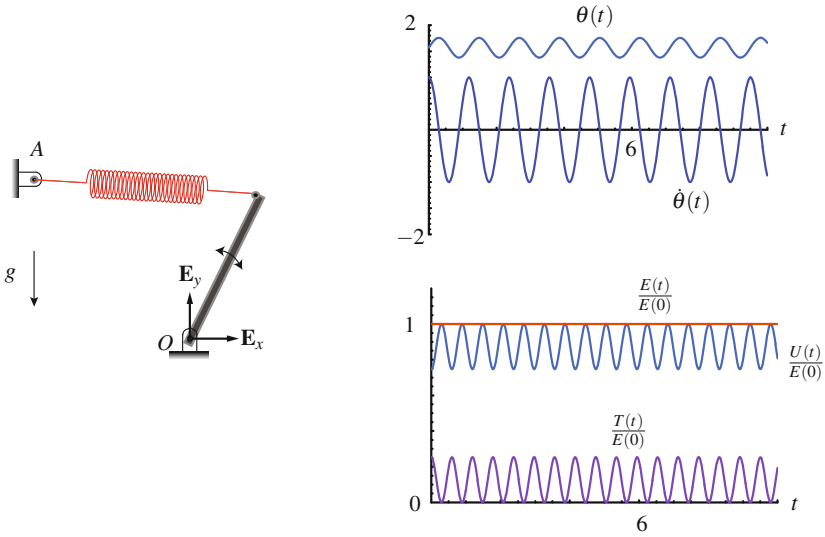 A
g
E_y
O
E_x
2
θ(t)
t
6
θ̇(t)
−2
E(t)/E(0)
1
U(t)/E(0)
T(t)/E(0)
0
t
6